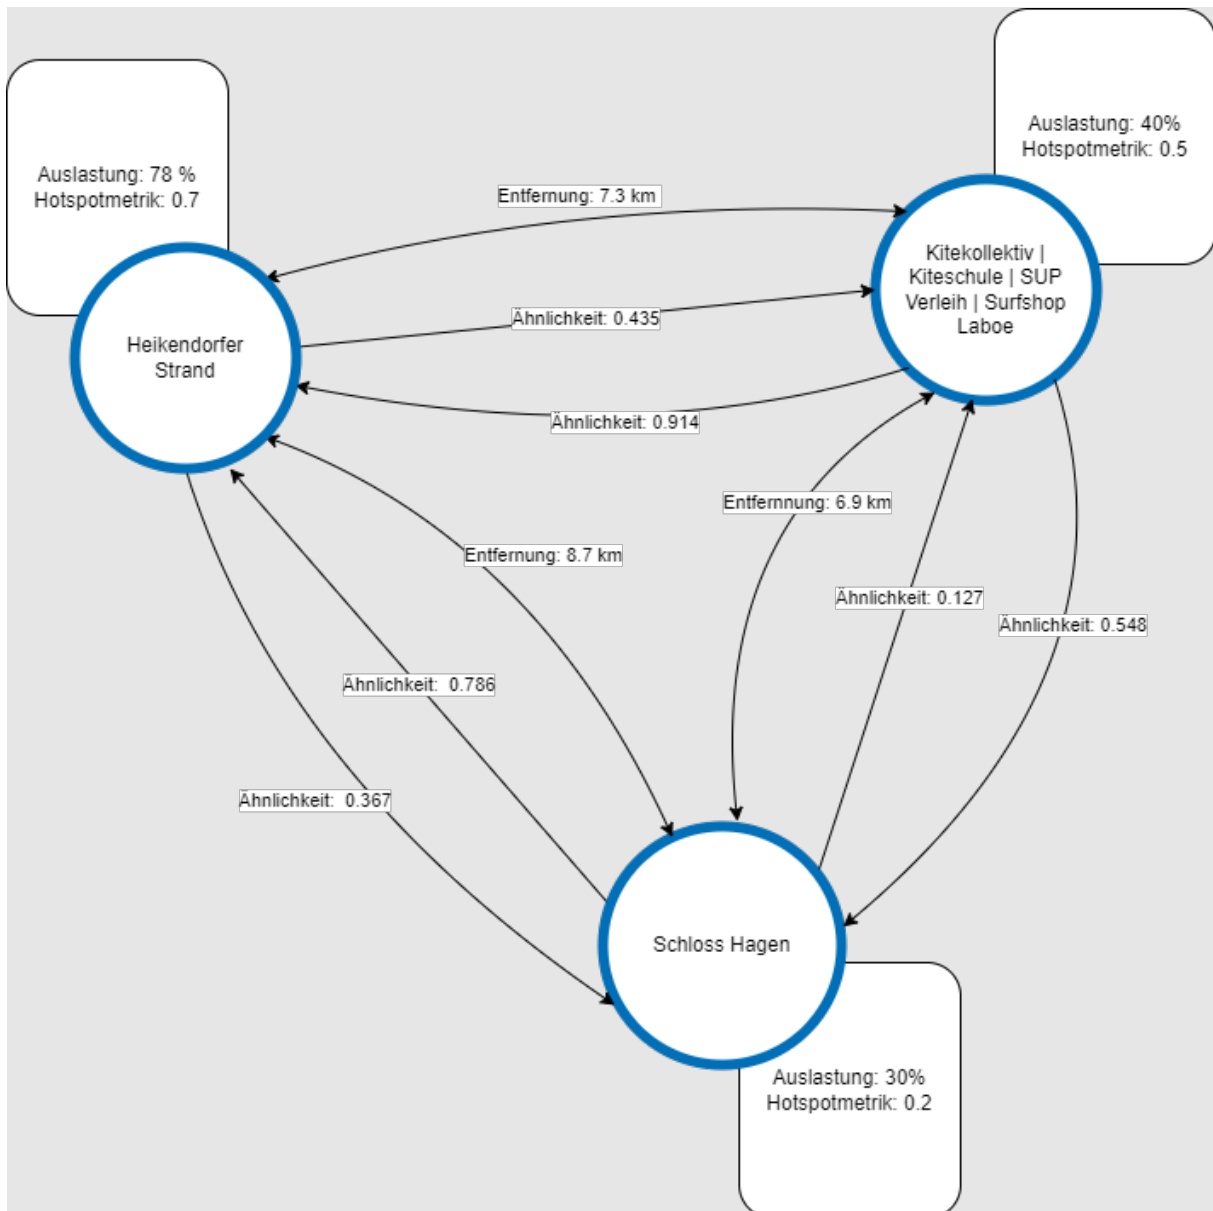 Auslastung: 40%
Hotspotmetrik: 0.5
Auslastung: 78 %
Hotspotmetrik: 0.7
Entfernung: 7.3 km
Kitekollektiv |
Kiteschule | SUP
Verleih | Surfshop
Laboe
Ähnlichkeit: 0.435
Heikendorfer
Strand
Ähnlichkeit: 0.914
Entfernnung: 6.9 km
Entfernung: 8.7 km
Ähnlichkeit: 0.127
Ähnlichkeit: 0.548
Ähnlichkeit: 0.786
Ähnlichkeit: 0.367
Schloss Hagen
Auslastung: 30%
Hotspotmetrik: 0.2